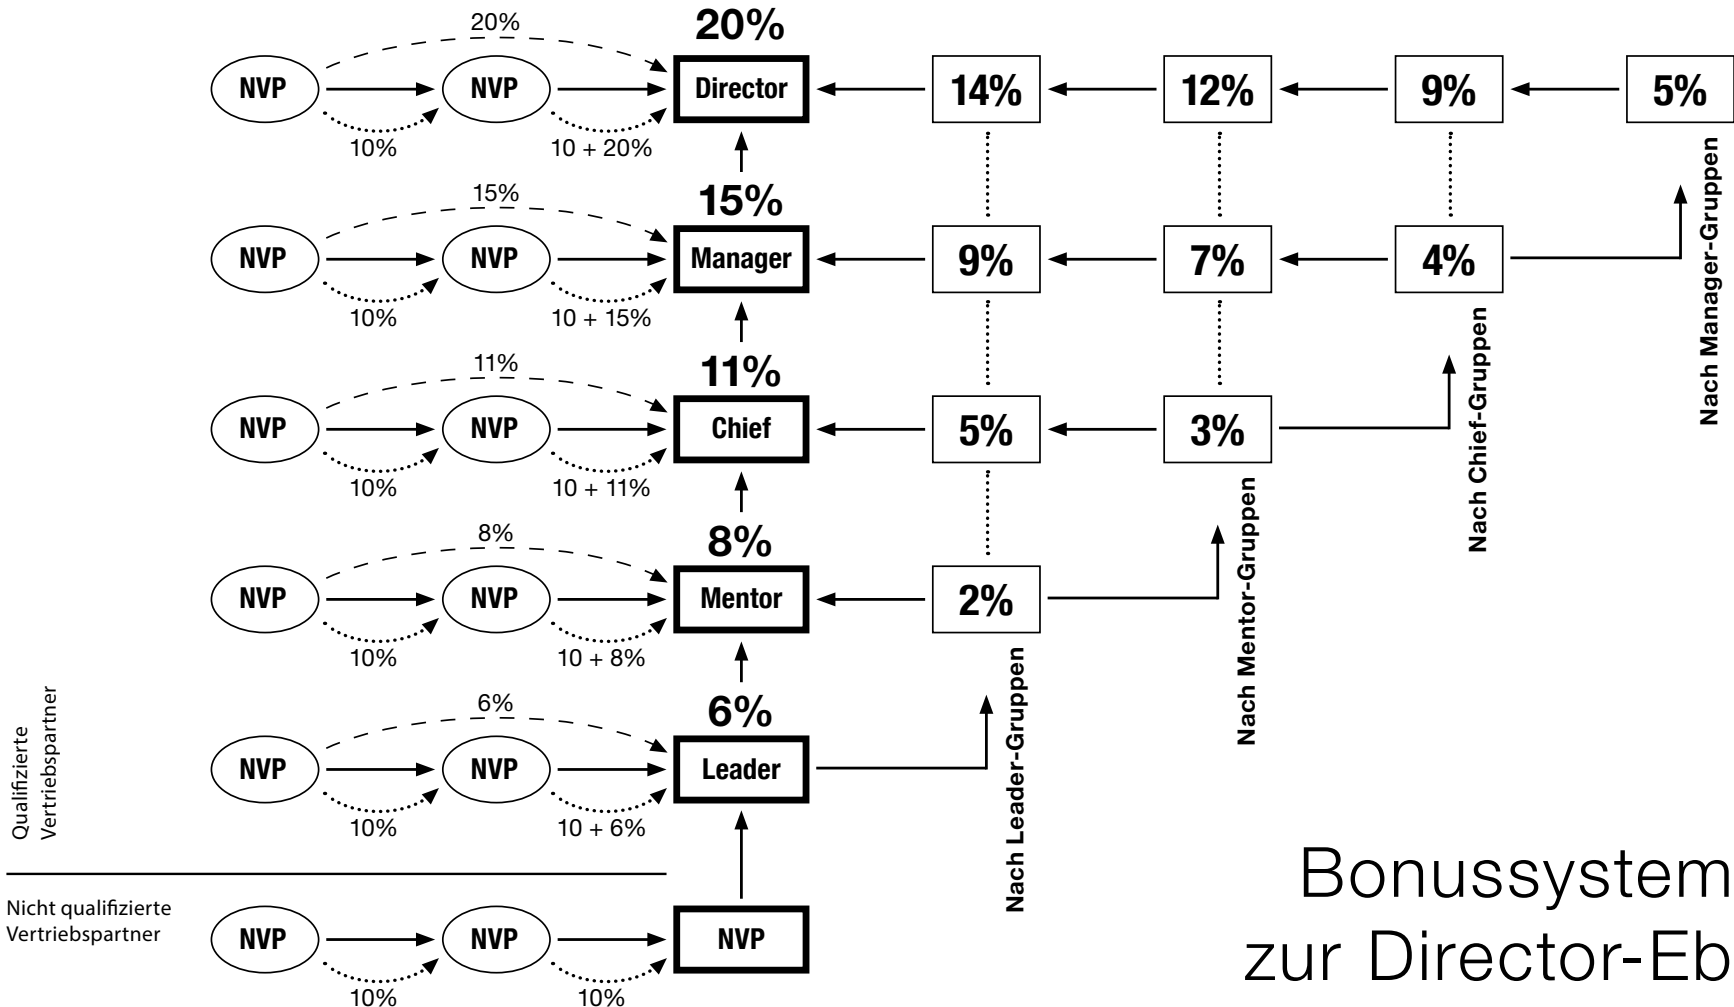 20%
20%
NVP
NVP
Director
14%
12%
9%
5%
10%
10 + 20%
15%
15%
NVP
NVP
Manager
9%
7%
4%
10%
10 + 15%
Nach Manager-Gruppen
11%
11%
NVP
NVP
Chief
5%
3%
10%
10 + 11%
Nach Chief-Gruppen
8%
8%
NVP
NVP
Mentor
2%
10%
10 + 8%
Nach Mentor-Gruppen
6%
6%
NVP
NVP
Leader
10%
10 + 6%
Nach Leader-Gruppen
Qualifizierte
Vertriebspartner
Nicht qualifizierte
Vertriebspartner
NVP
NVP
NVP
10%
10%
Bonussystem
zur Director-Eb